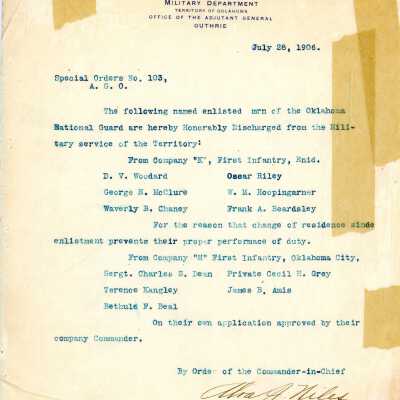 MILITARY DEPARTMENT
TERRITORY OF OKLAHOMA
OFFICE OF THE ADJUTANT GENERAL
GUTHRIE
July 28, 1906.
Special Orders No. 103,
A. G. O.
The following named enlisted men of the Oklahoma
National Guard are hereby Honorably Discharged from the Mili-
tary service of the Territory:
From Company "K", First Infantry, Enid.
D. V. Woodard Oscar Riley
George N. McClure W. M. Hoopingarner
Waverly B. Chaney Frank A. Beardsley
For the reason that change of residence sinde
enlistment prevents their proper performance of duty.
From Company "M" First Infantry, Oklahoma City,
Sergt. Charles S. Dean Private Cecil H. Grey
Terence Kangley James B. Amis
Bethuld F. Beal
On their own application approved by their
company Commander.
By Order of the Commander-in-Chief
Alva J. Niles